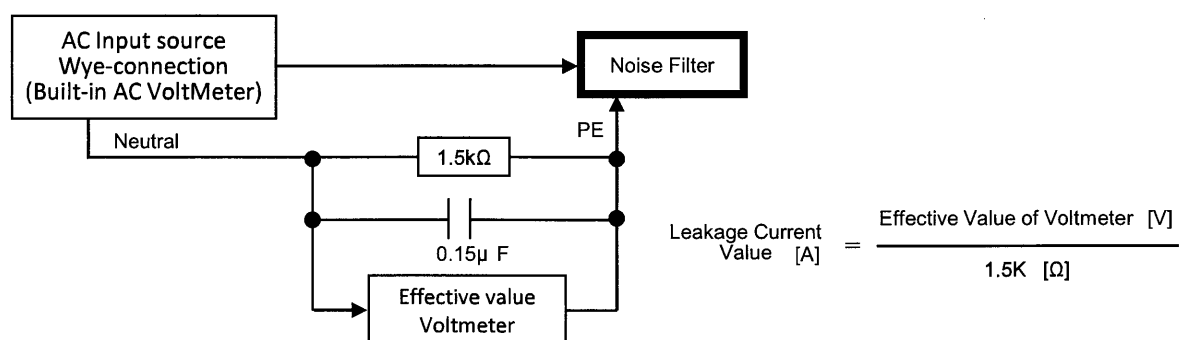 AC Input source
Wye-connection
(Built-in AC VoltMeter)
Noise Filter
Neutral
PE
1.5kΩ
0.15μ F
Effective value
Voltmeter
Leakage Current
Value [A]
=
Effective Value of Voltmeter [V]
1.5K [Ω]